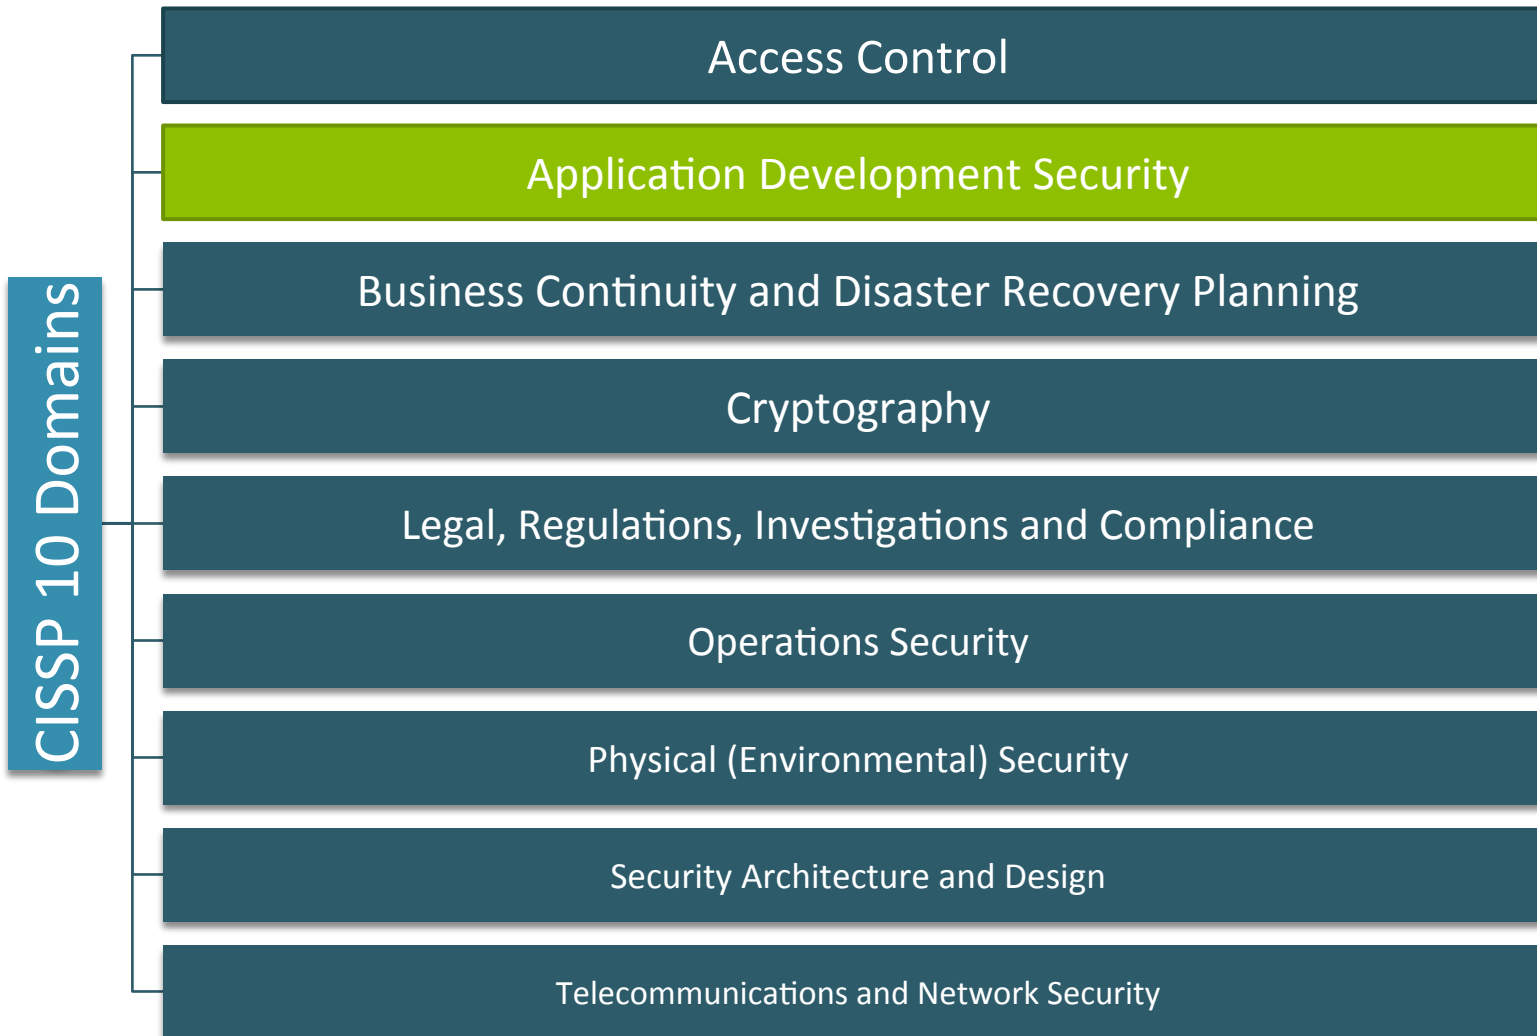 CISSP 10 Domains
Access Control
Application Development Security
Business Continuity and Disaster Recovery Planning
Cryptography
Legal, Regulations, Investigations and Compliance
Operations Security
Physical (Environmental) Security
Security Architecture and Design
Telecommunications and Network Security